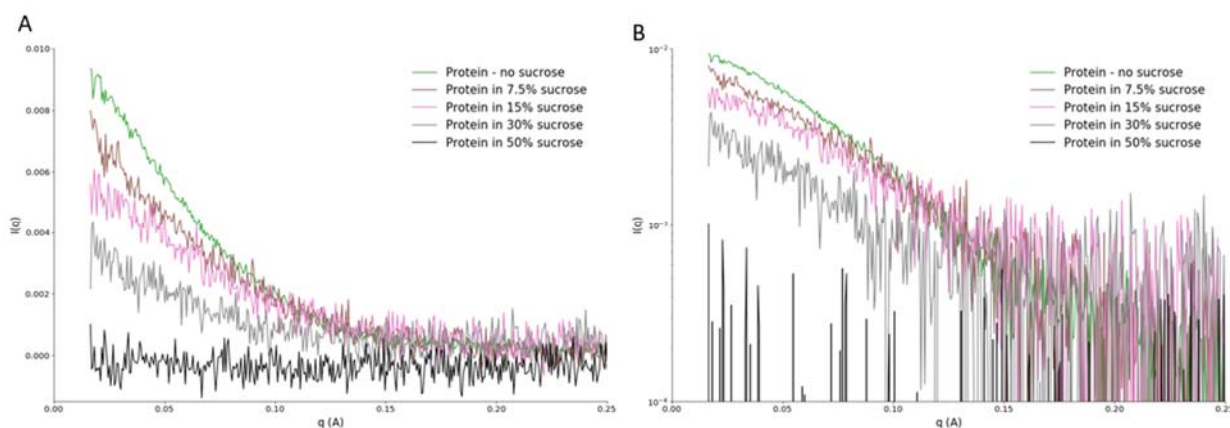 A
0.010
0.008
0.006
0.004
0.002
0.000
I(q)
0.00
0.05
0.10
0.15
0.20
0.25
q (A)
Protein - no sucrose
Protein in 7.5% sucrose
Protein in 15% sucrose
Protein in 30% sucrose
Protein in 50% sucrose
B
10⁻²
10⁻³
10⁻⁴
I(q)
0.00
0.05
0.10
0.15
0.20
0.25
q (A)
Protein - no sucrose
Protein in 7.5% sucrose
Protein in 15% sucrose
Protein in 30% sucrose
Protein in 50% sucrose